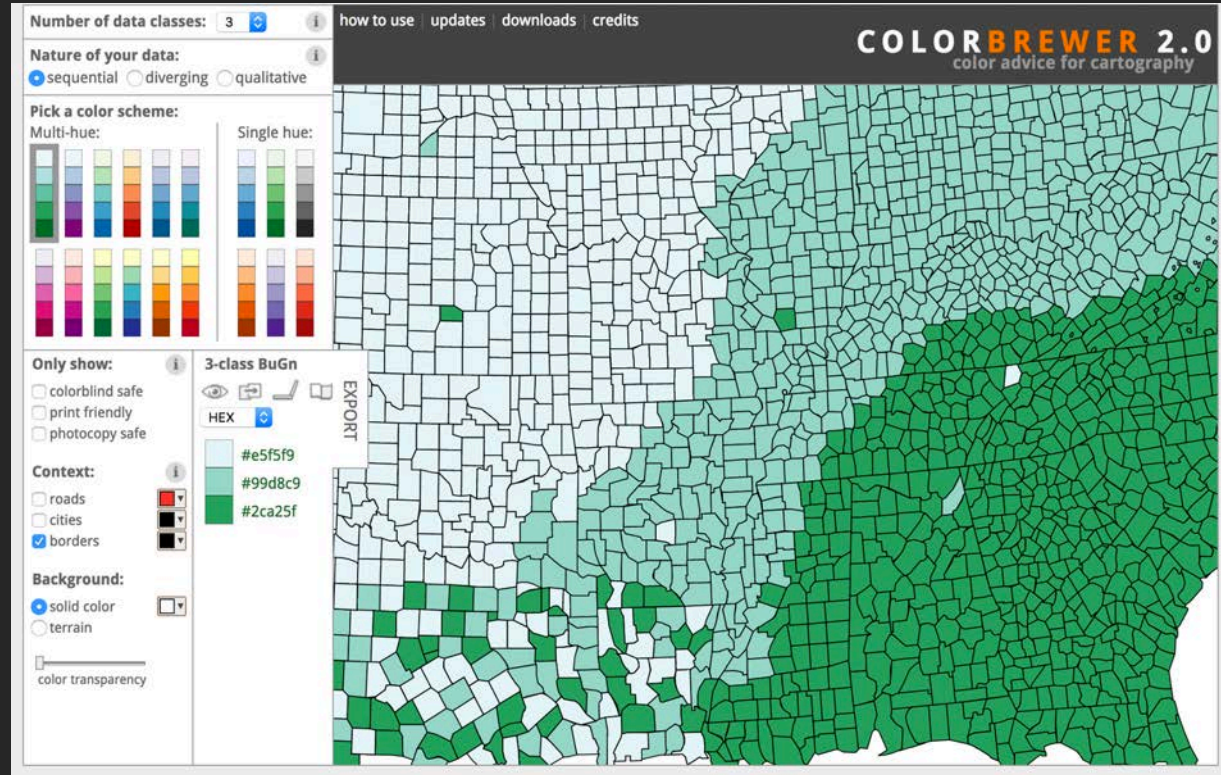 Number of data classes: 3 i
how to use updates downloads credits
COLORBREWER 2.0
color advice for cartography
Nature of your data: i
sequential diverging qualitative
Pick a color scheme:
Multi-hue: Single hue:
Only show: i
colorblind safe
print friendly
photocopy safe
Context: i
roads
cities
borders
Background:
solid color
terrain
color transparency
3-class BuGn
EXPORT
HEX
#e5f5f9
#99d8c9
#2ca25f